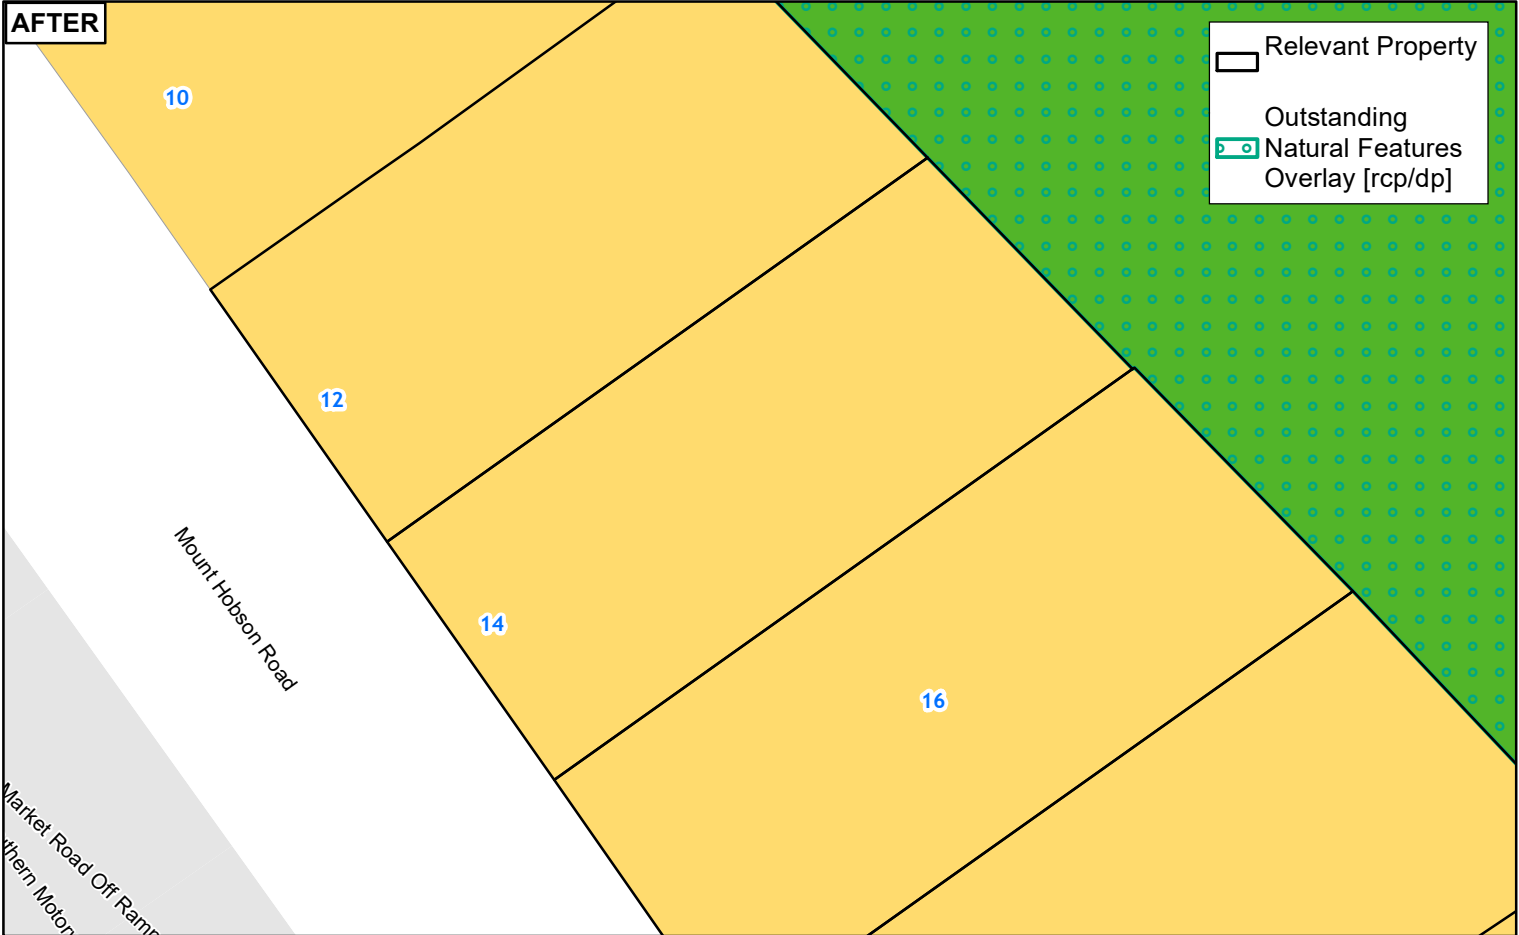 AFTER
Relevant Property
Outstanding
Natural Features
Overlay [rcp/dp]
10
12
14
16
Mount Hobson Road
Market Road Off Ramp